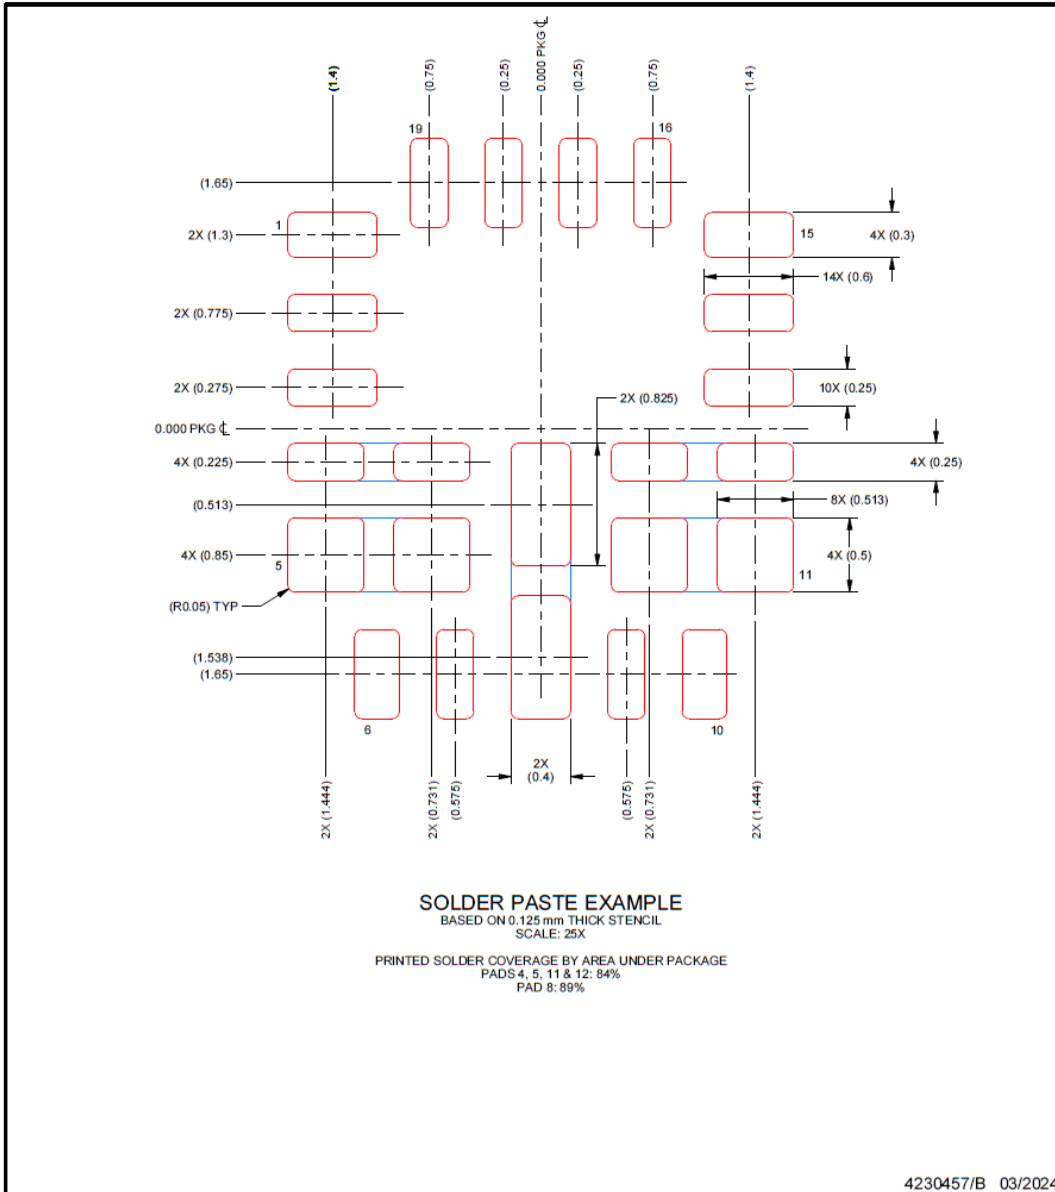 (1.4)
(0.75)
(0.25)
0.000 PKG ℄
(0.25)
(0.75)
(1.4)
19
16
(1.65)
1
15
2X (1.3)
4X (0.3)
14X (0.6)
2X (0.775)
2X (0.275)
10X (0.25)
2X (0.825)
0.000 PKG ℄
4X (0.225)
4X (0.25)
8X (0.513)
(0.513)
4X (0.85)
4X (0.5)
5
11
(R0.05) TYP
(1.538)
(1.65)
6
10
2X
(0.4)
2X (1.444)
2X (0.731)
(0.575)
(0.575)
2X (0.731)
2X (1.444)
SOLDER PASTE EXAMPLE
BASED ON 0.125 mm THICK STENCIL
SCALE: 25X
PRINTED SOLDER COVERAGE BY AREA UNDER PACKAGE
PADS 4, 5, 11 & 12: 84%
PAD 8: 89%
4230457/B 03/2024